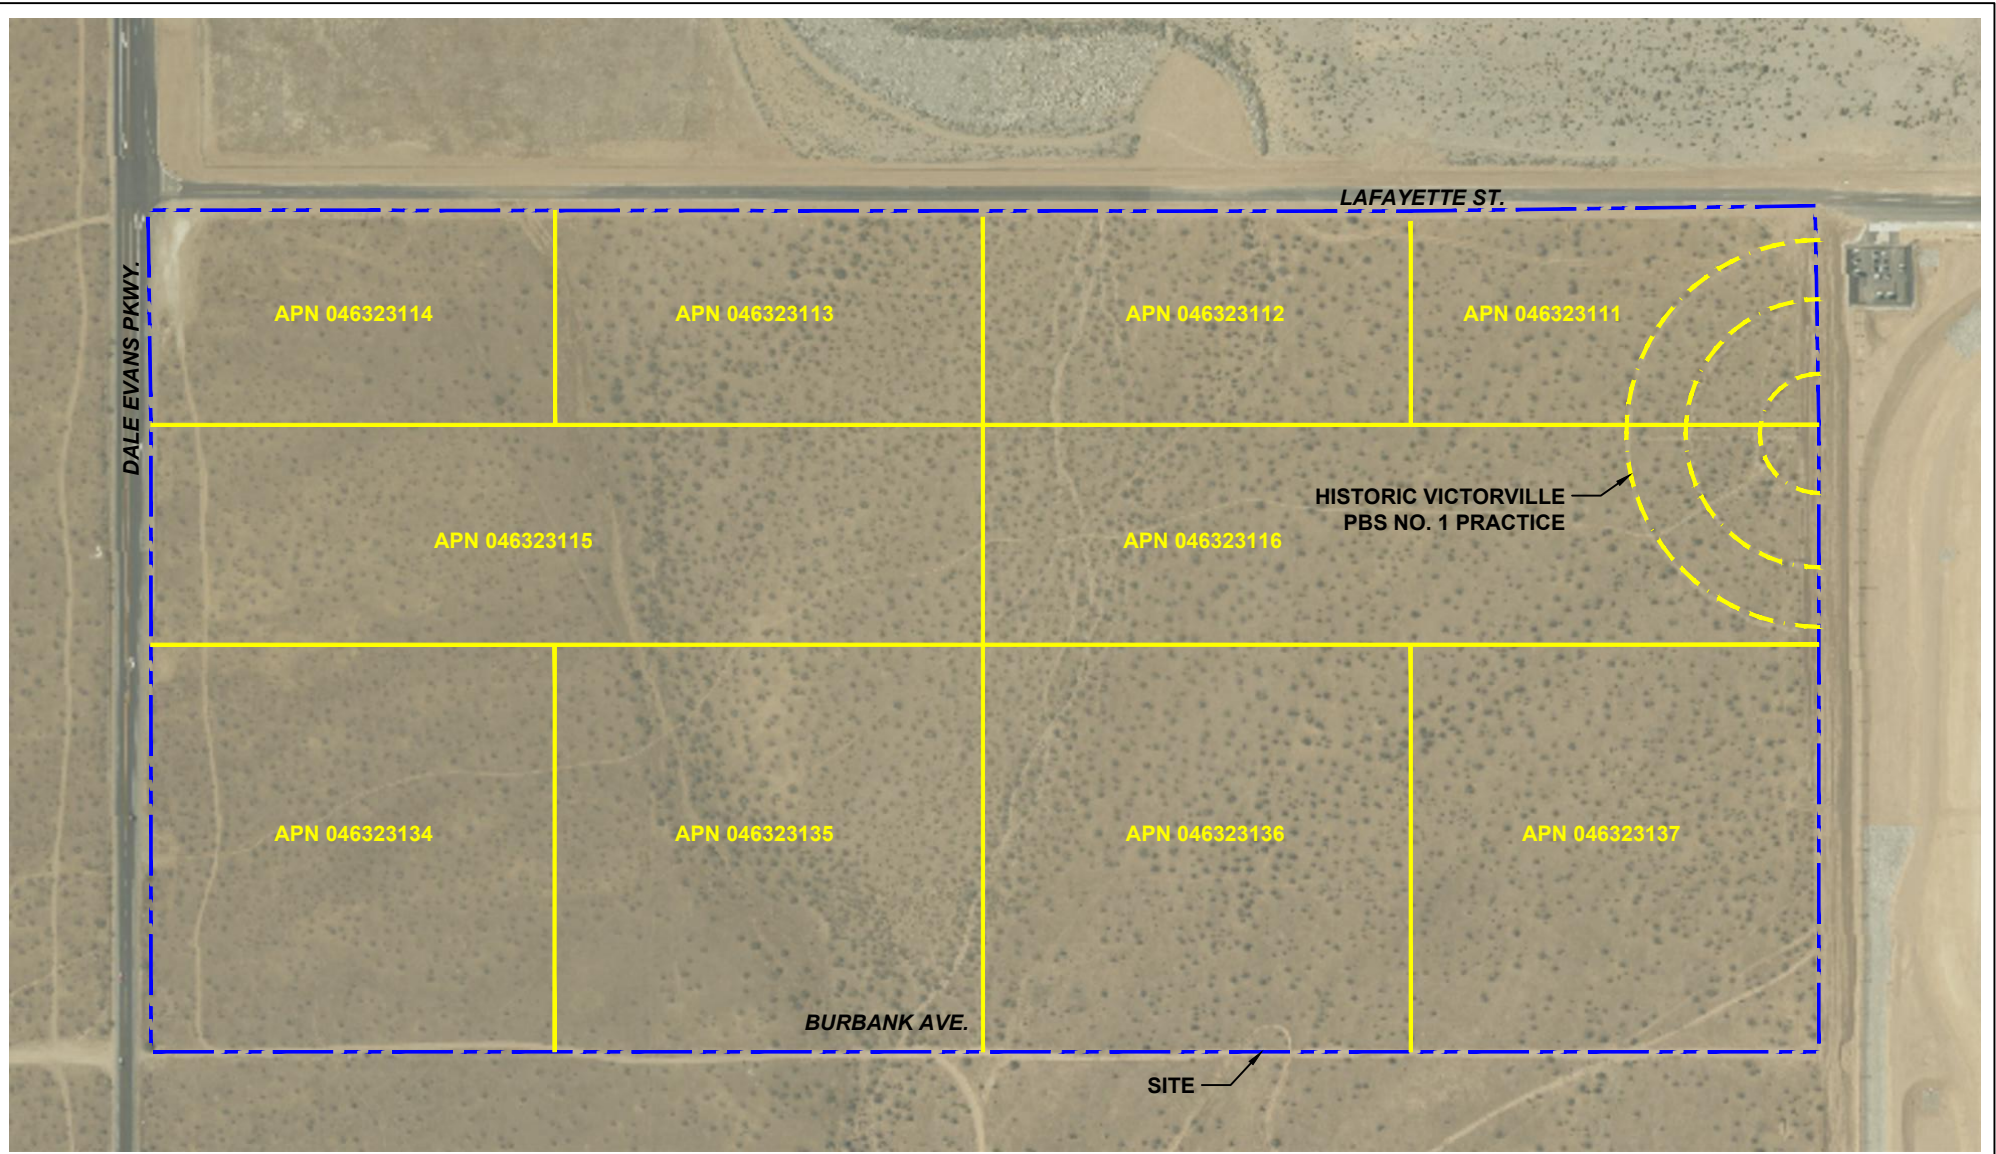 LAFAYETTE ST.
DALE EVANS PKWY.
APN 046323114
APN 046323113
APN 046323112
APN 046323111
HISTORIC VICTORVILLE
PBS NO. 1 PRACTICE
APN 046323115
APN 046323116
APN 046323134
APN 046323135
APN 046323136
APN 046323137
BURBANK AVE.
SITE